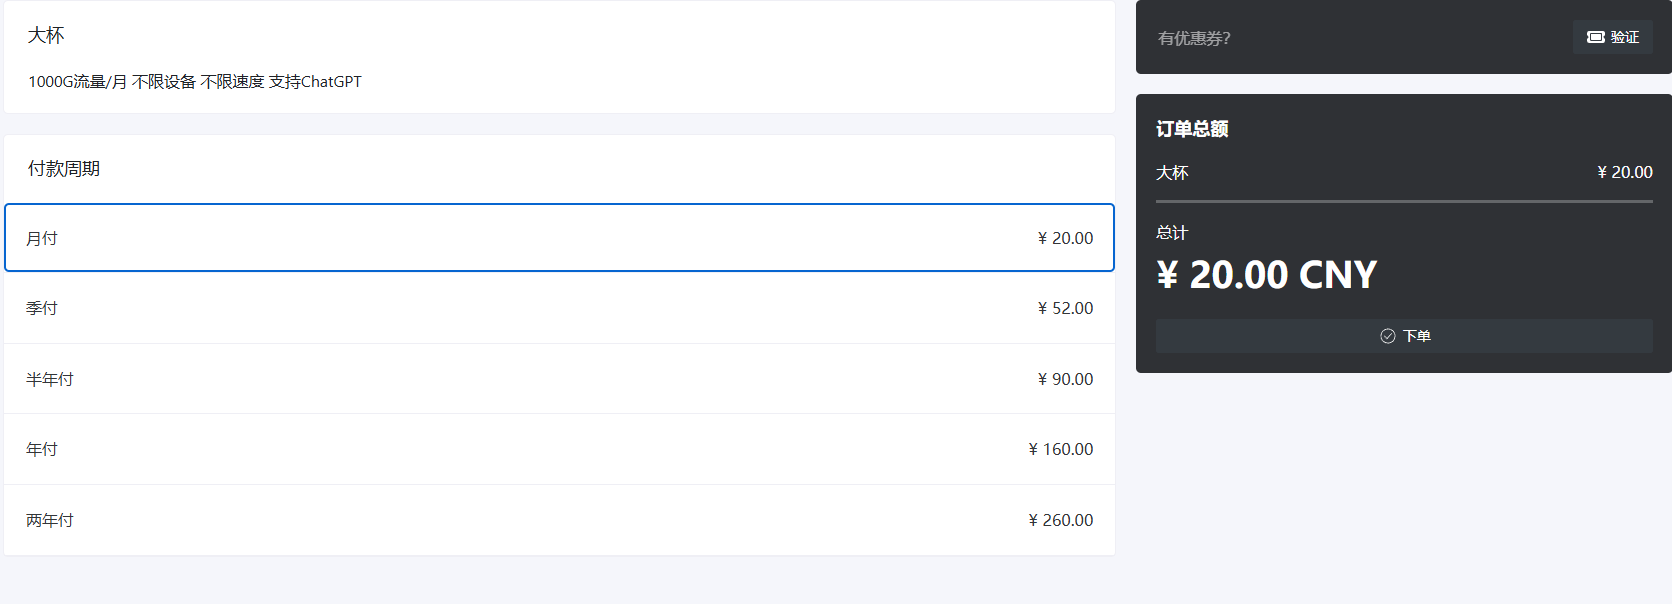 大杯
1000G流量/月 不限设备 不限速度 支持ChatGPT
付款周期
月付 ¥ 20.00
季付 ¥ 52.00
半年付 ¥ 90.00
年付 ¥ 160.00
两年付 ¥ 260.00
有优惠券?
验证
订单总额
大杯 ¥ 20.00
总计
¥ 20.00 CNY
下单